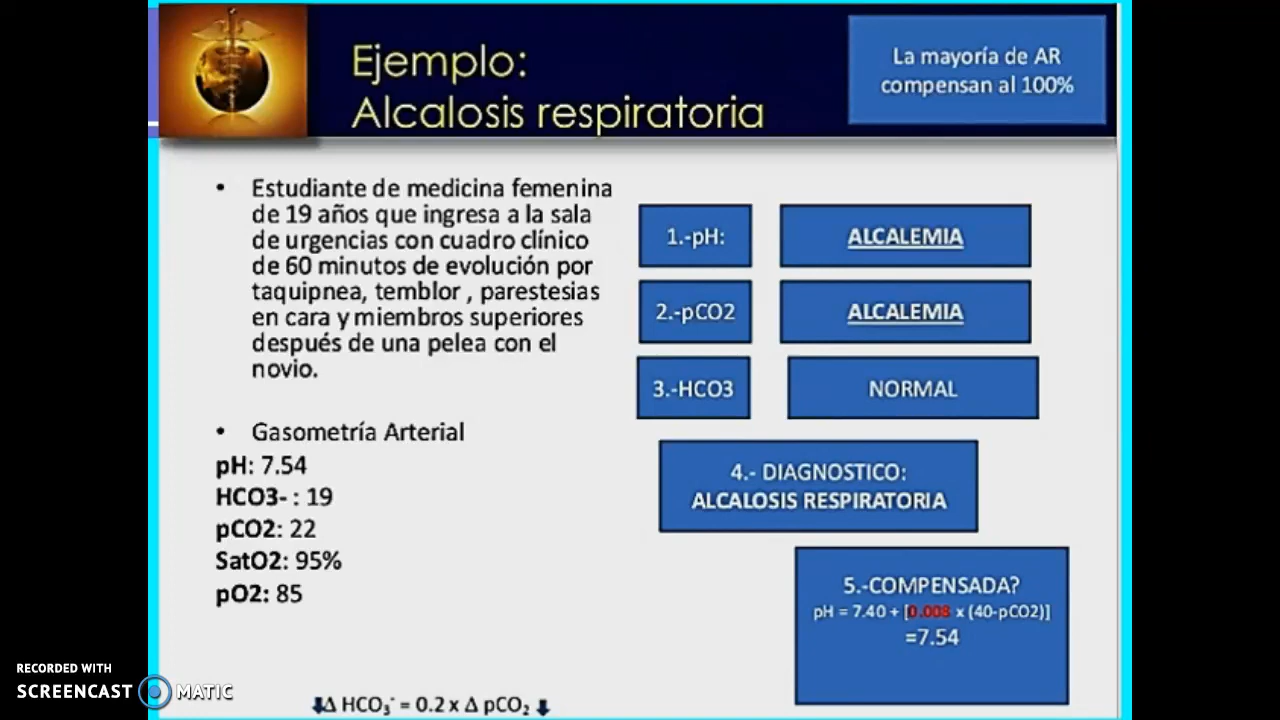 Ejemplo:
Alcalosis respiratoria
La mayoría de AR
compensan al 100%
• Estudiante de medicina femenina
de 19 años que ingresa a la sala
de urgencias con cuadro clínico
de 60 minutos de evolución por
taquipnea, temblor , parestesias
en cara y miembros superiores
después de una pelea con el
novio.
• Gasometría Arterial
pH: 7.54
HCO3- : 19
pCO2: 22
SatO2: 95%
pO2: 85
1.-pH:
ALCALEMIA
2.-pCO2
ALCALEMIA
3.-HCO3
NORMAL
4.- DIAGNOSTICO:
ALCALOSIS RESPIRATORIA
5.-COMPENSADA?
pH = 7.40 + [0.008 x (40-pCO2)]
=7.54
⬇Δ HCO₃⁻ = 0.2 x Δ pCO₂ ⬇
RECORDED WITH
SCREENCAST MATIC